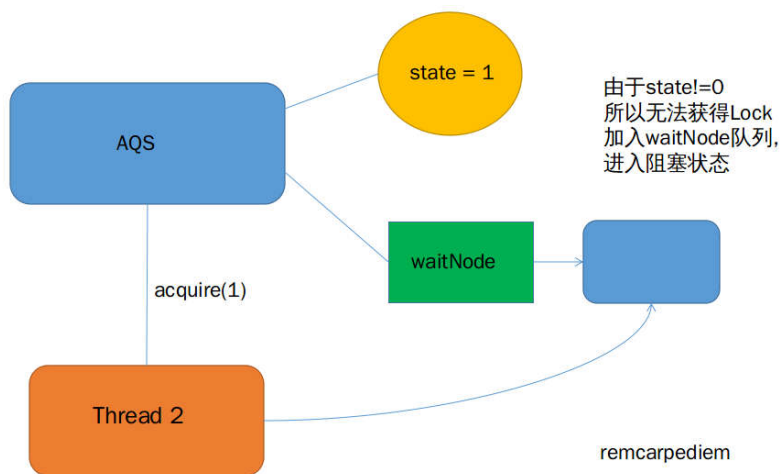 state = 1
由于state!=0
所以无法获得Lock
加入waitNode队列,
进入阻塞状态
AQS
waitNode
acquire(1)
Thread 2
remcarpediem